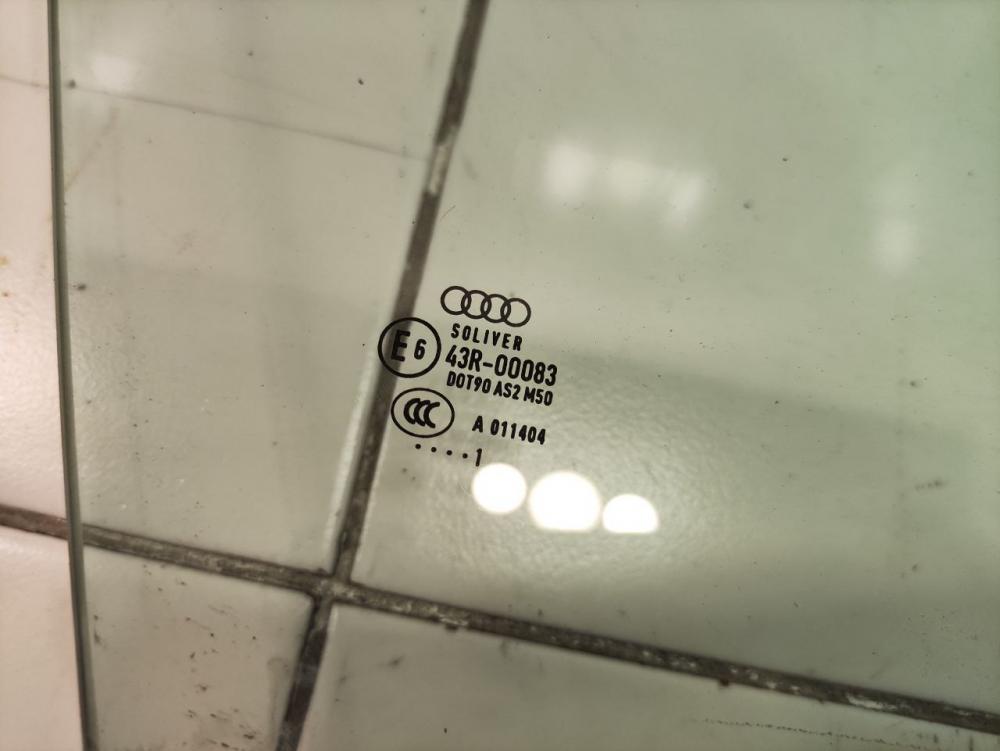 SOLIVER
E6
43R-00083
DOT90 AS2 M50
CCC
A 011404
....1